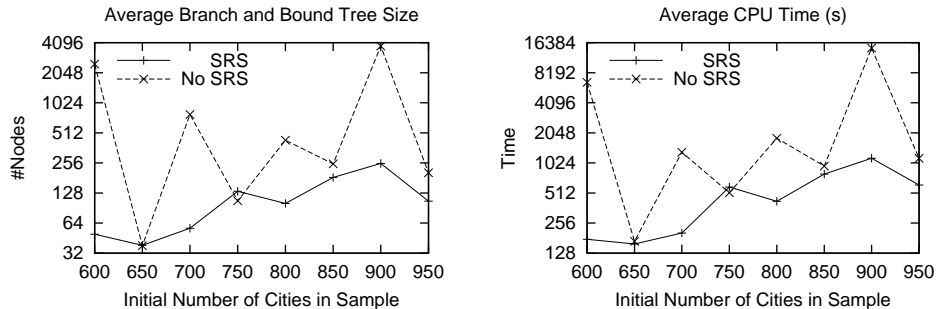 Average Branch and Bound Tree Size
#Nodes
4096
2048
1024
512
256
128
64
32
SRS
No SRS
600 650 700 750 800 850 900 950
Initial Number of Cities in Sample
Average CPU Time (s)
Time
16384
8192
4096
2048
1024
512
256
128
SRS
No SRS
600 650 700 750 800 850 900 950
Initial Number of Cities in Sample